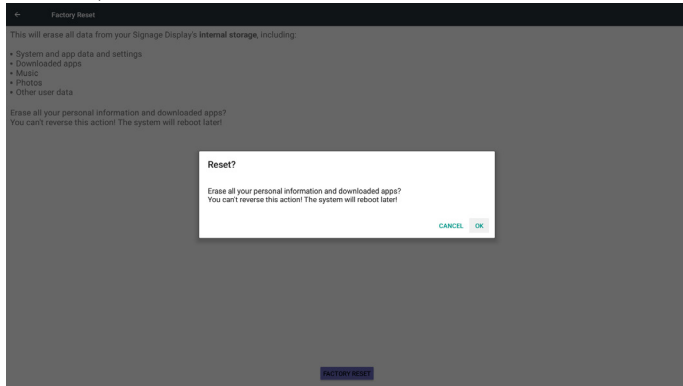 ← Factory Reset
This will erase all data from your Signage Display's internal storage, including:
• System and app data and settings
• Downloaded apps
• Music
• Photos
• Other user data
Erase all your personal information and downloaded apps?
You can't reverse this action! The system will reboot later!
Reset?
Erase all your personal information and downloaded apps?
You can't reverse this action! The system will reboot later!
CANCEL OK
FACTORY RESET